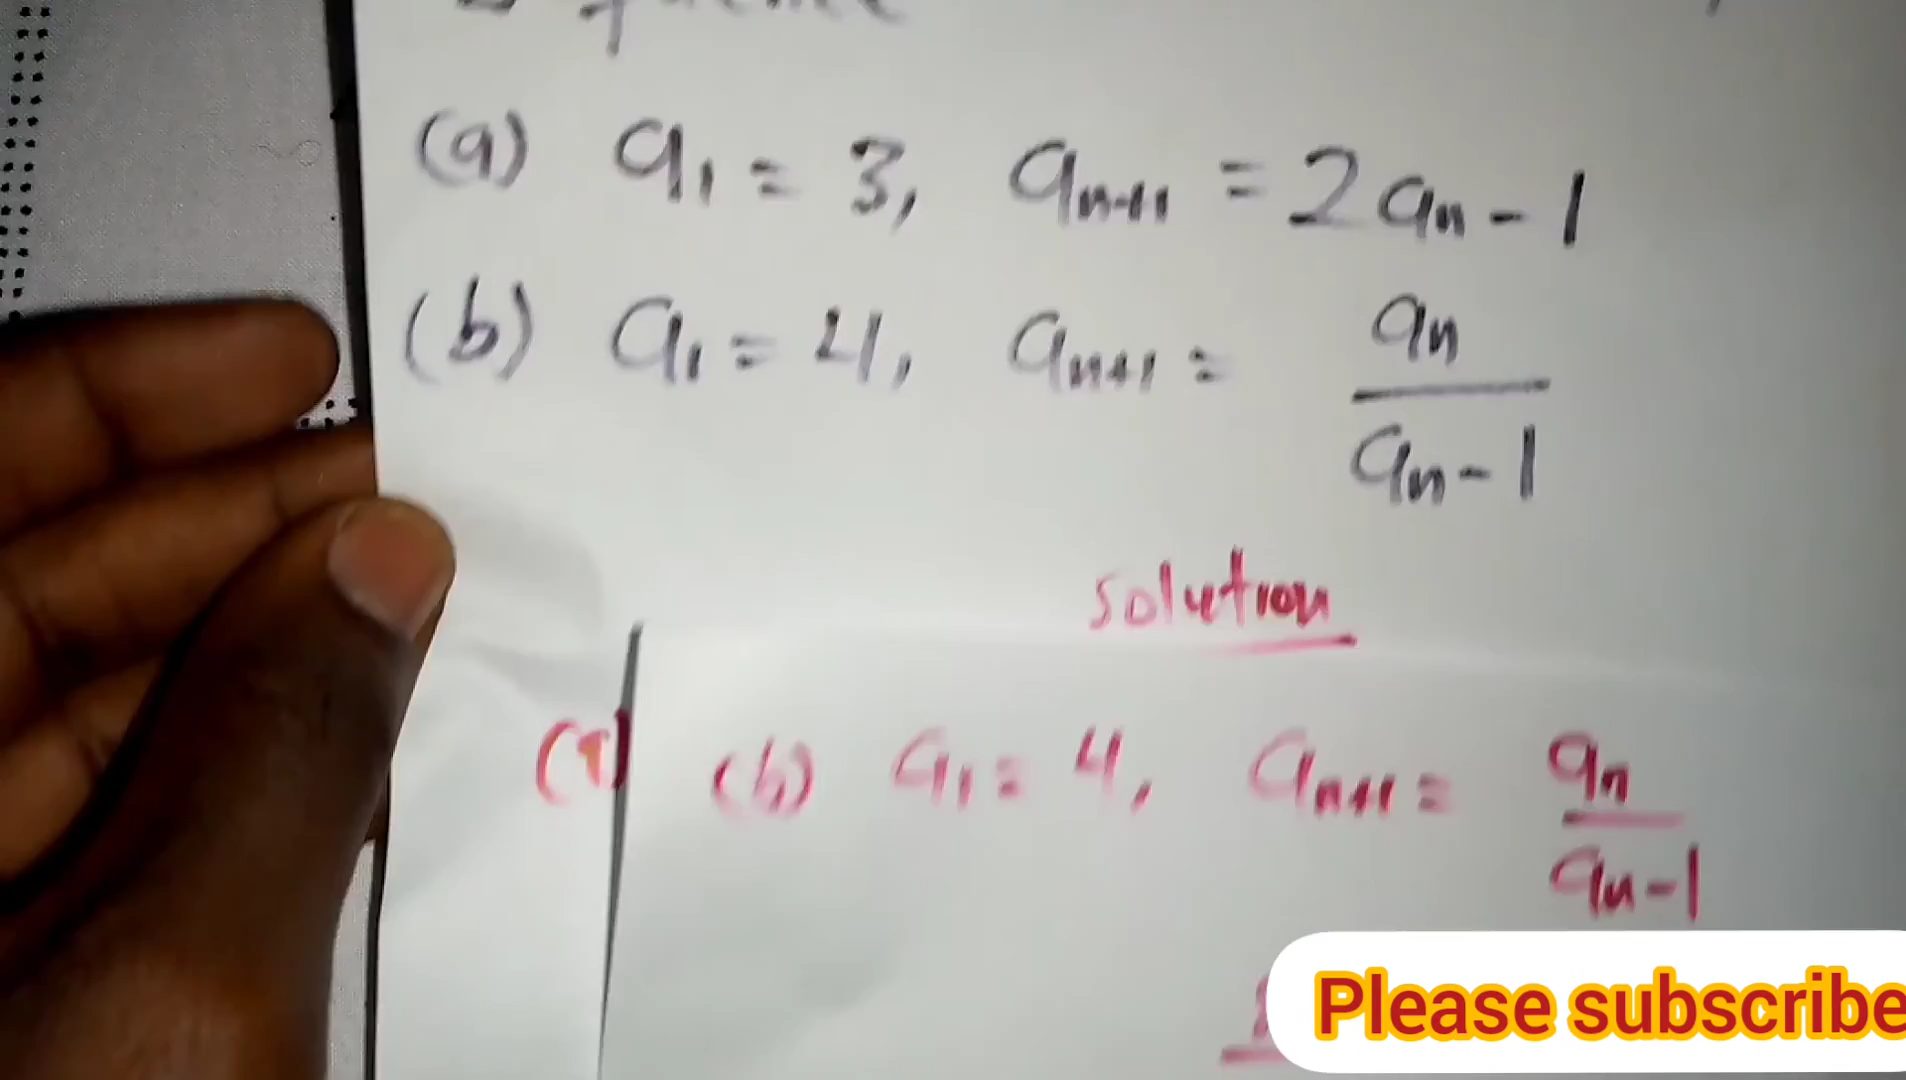 (a) a₁ = 3, aₙ₊₁ = 2aₙ - 1
(b) a₁ = 4, aₙ₊₁ = aₙ / aₙ - 1
solution
(a) (b) a₁ = 4, aₙ₊₁ = aₙ / aₙ - 1
Please subscribe